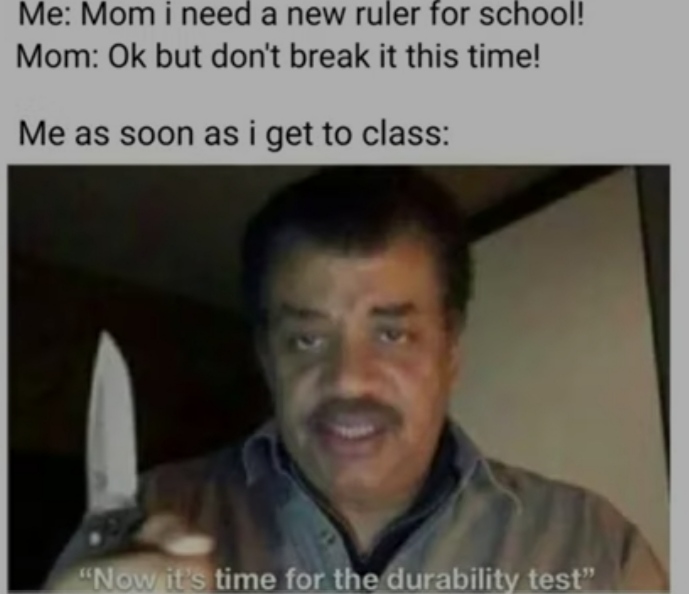 Me: Mom i need a new ruler for school!
Mom: Ok but don't break it this time!
Me as soon as i get to class:
“Now it's time for the durability test”